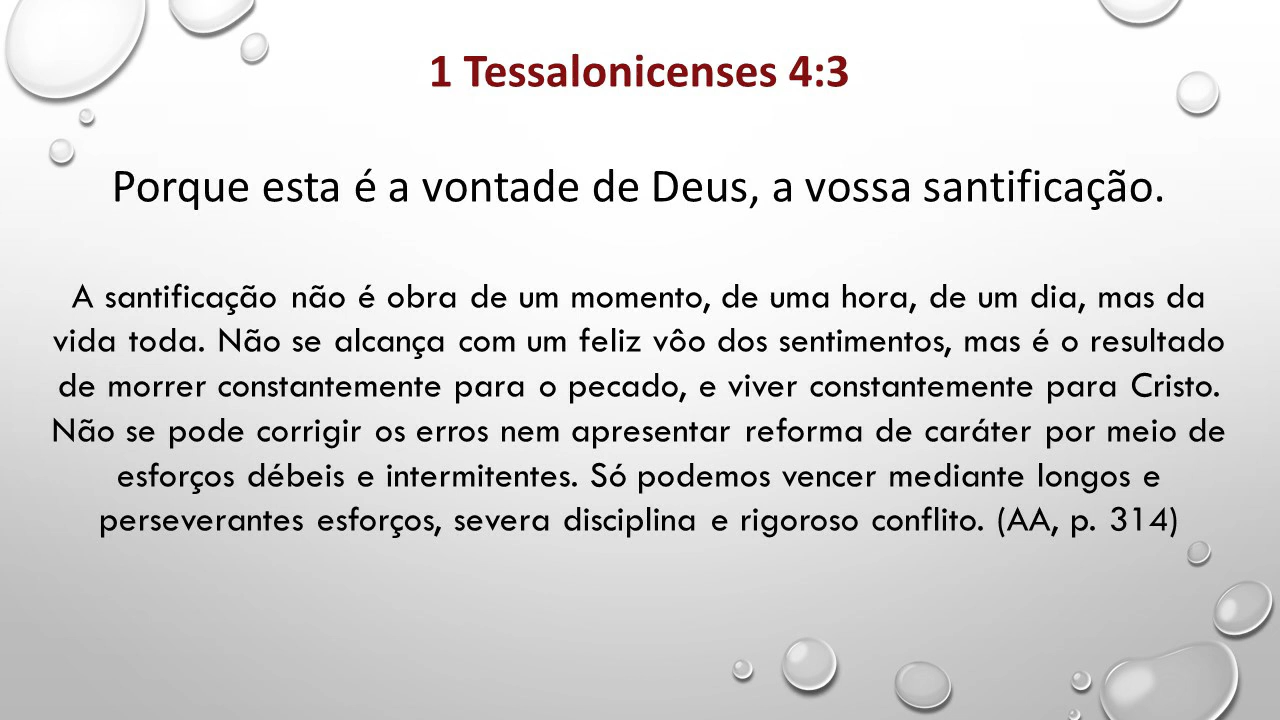 1 Tessalonicenses 4:3
Porque esta é a vontade de Deus, a vossa santificação.
A santificação não é obra de um momento, de uma hora, de um dia, mas da
vida toda. Não se alcança com um feliz vôo dos sentimentos, mas é o resultado
de morrer constantemente para o pecado, e viver constantemente para Cristo.
Não se pode corrigir os erros nem apresentar reforma de caráter por meio de
esforços débeis e intermitentes. Só podemos vencer mediante longos e
perseverantes esforços, severa disciplina e rigoroso conflito. (AA, p. 314)